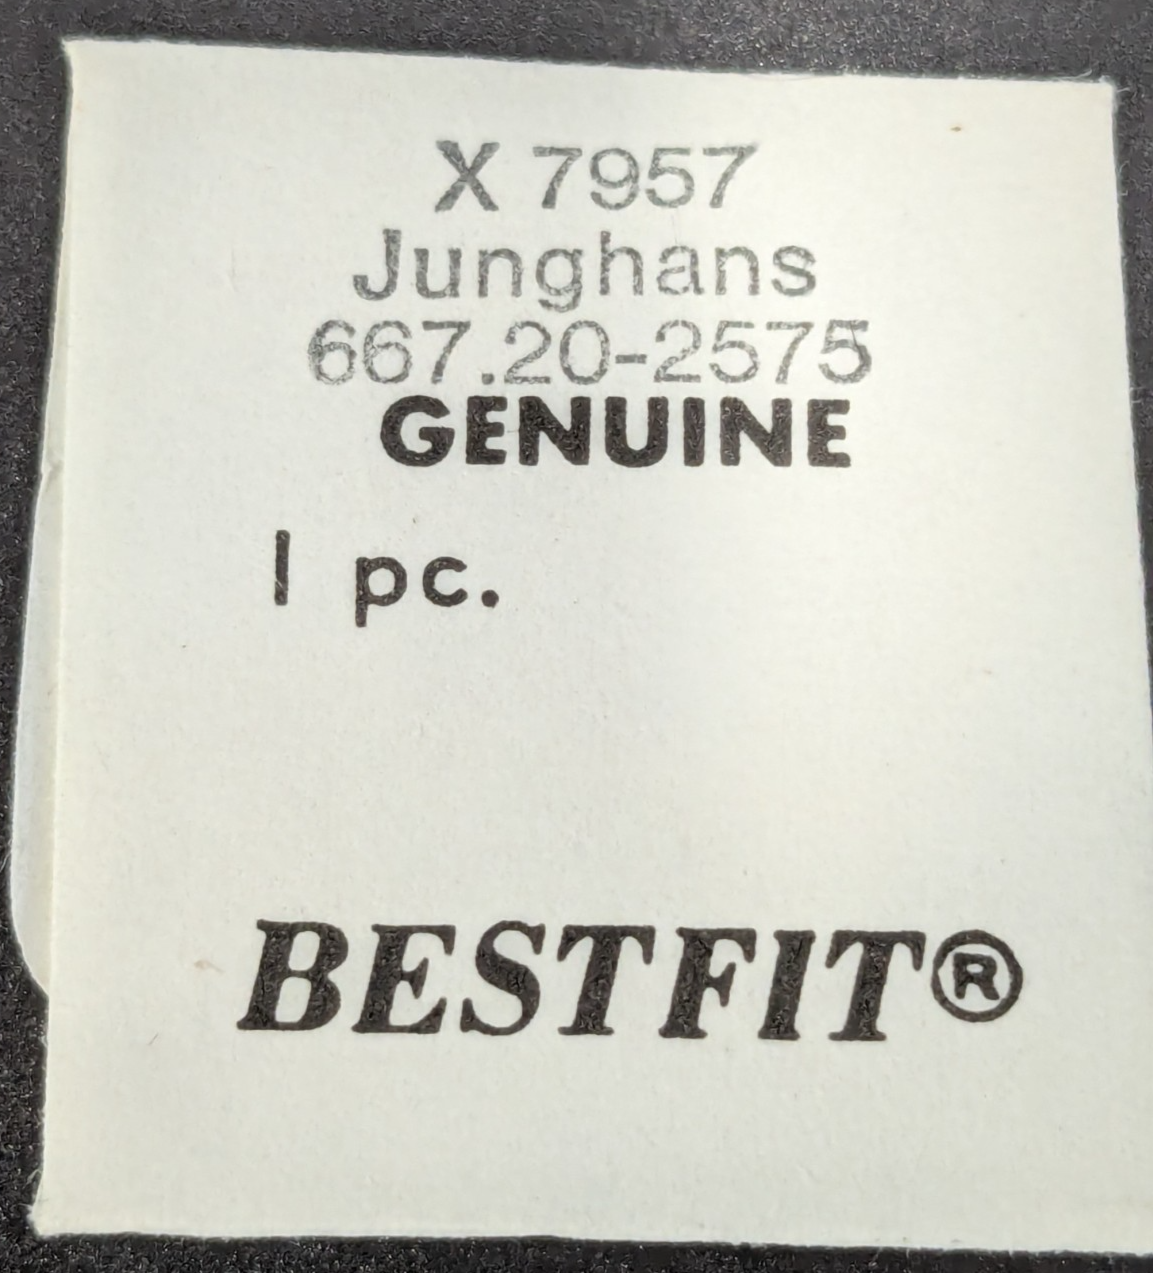 X 7957
Junghans
667.20-2575
GENUINE
1 pc.
BESTFIT®